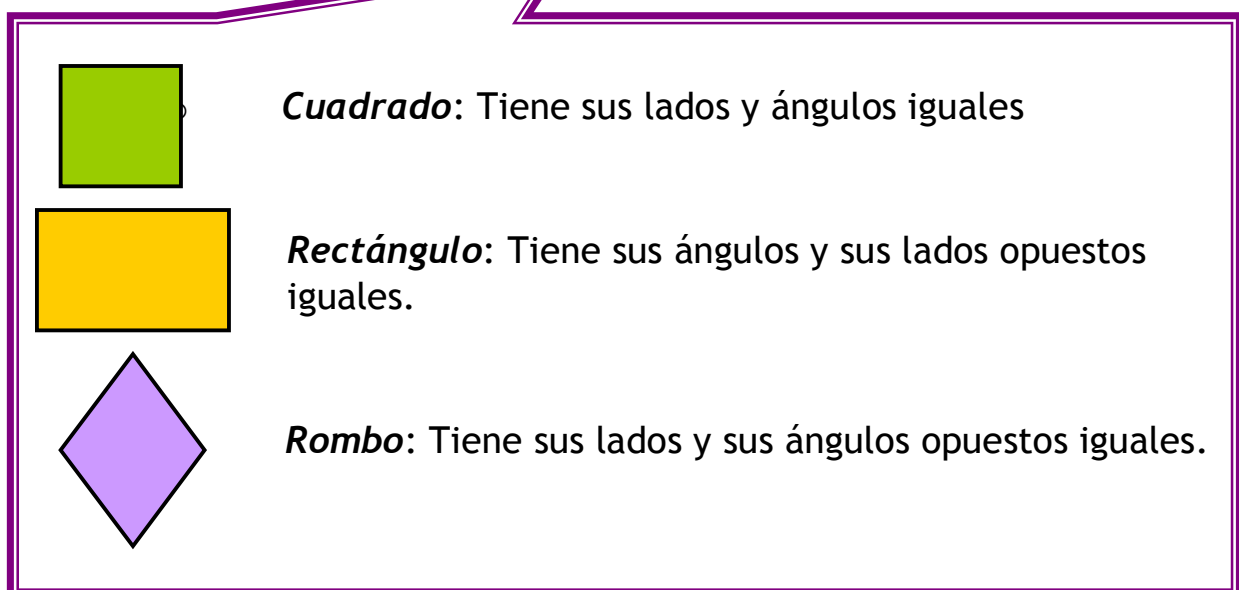 Cuadrado: Tiene sus lados y ángulos iguales
Rectángulo: Tiene sus ángulos y sus lados opuestos
iguales.
Rombo: Tiene sus lados y sus ángulos opuestos iguales.